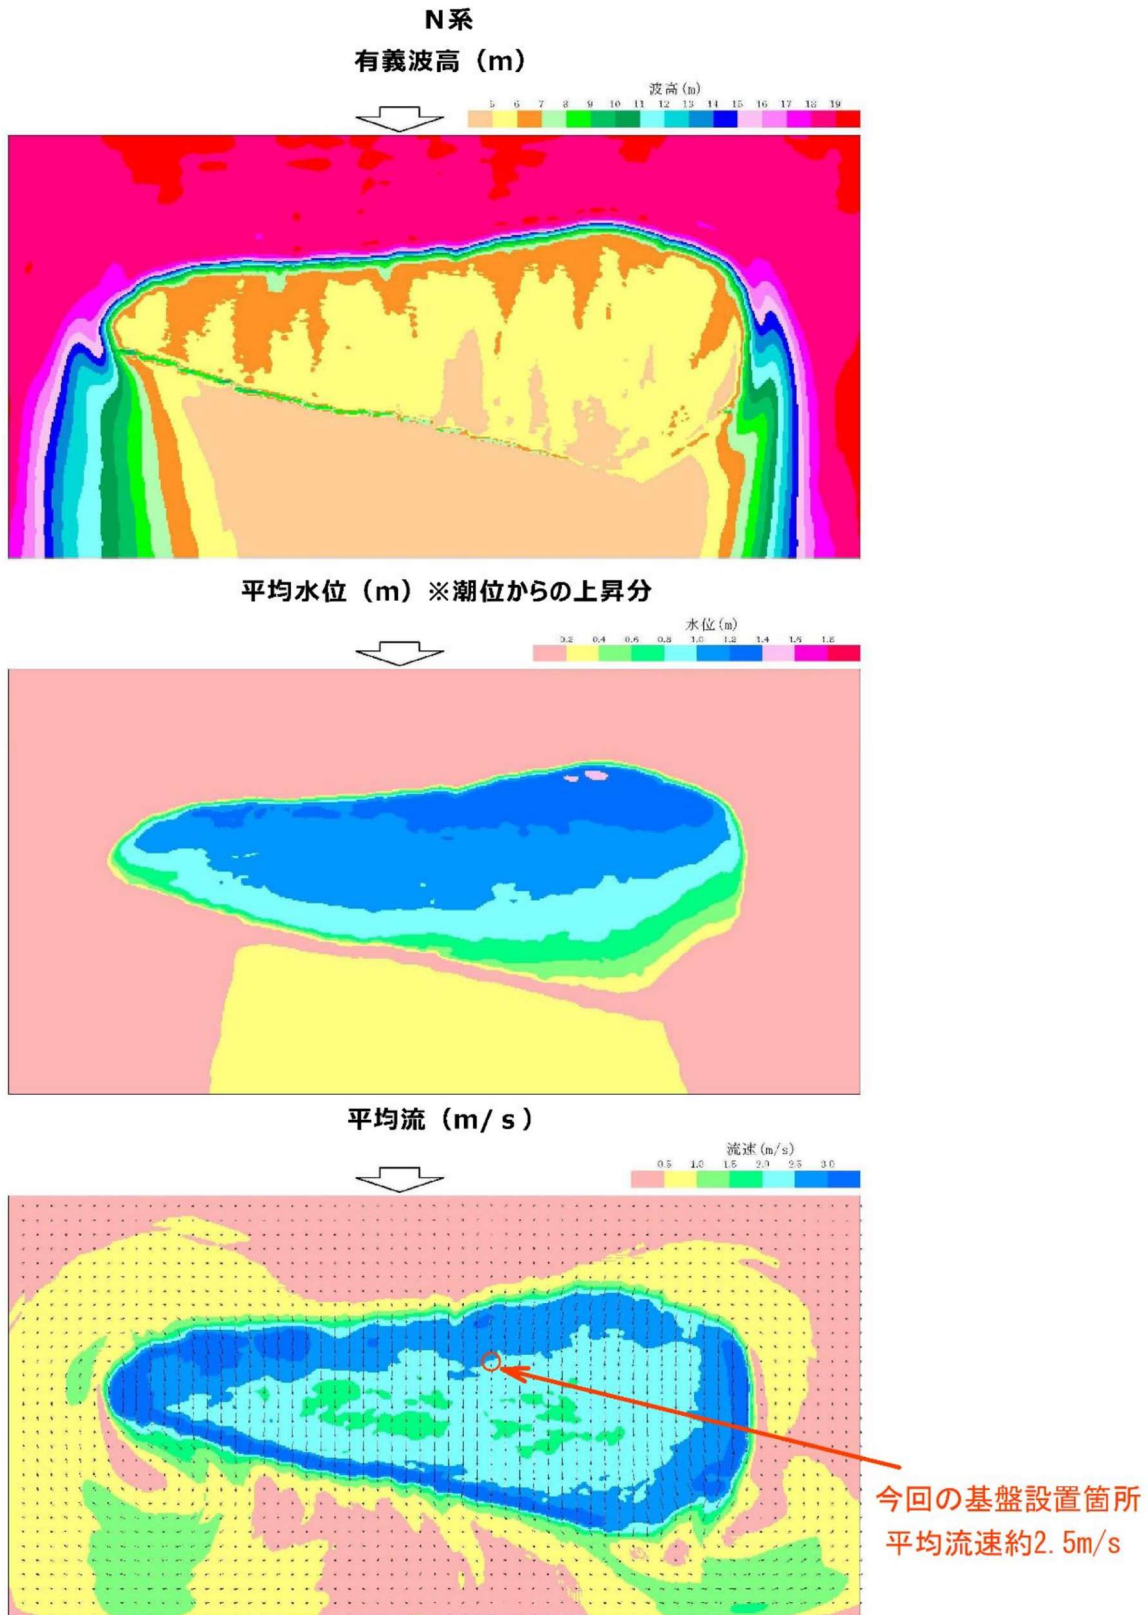 N系
有義波高（m）
波高(m)
5 6 7 8 9 10 11 12 13 14 15 16 17 18 19
平均水位（m）※潮位からの上昇分
水位(m)
0.2 0.4 0.6 0.8 1.0 1.2 1.4 1.6 1.8
平均流（m/s）
流速(m/s)
0.5 1.0 1.5 2.0 2.5 3.0
今回の基盤設置箇所
平均流速約2.5m/s